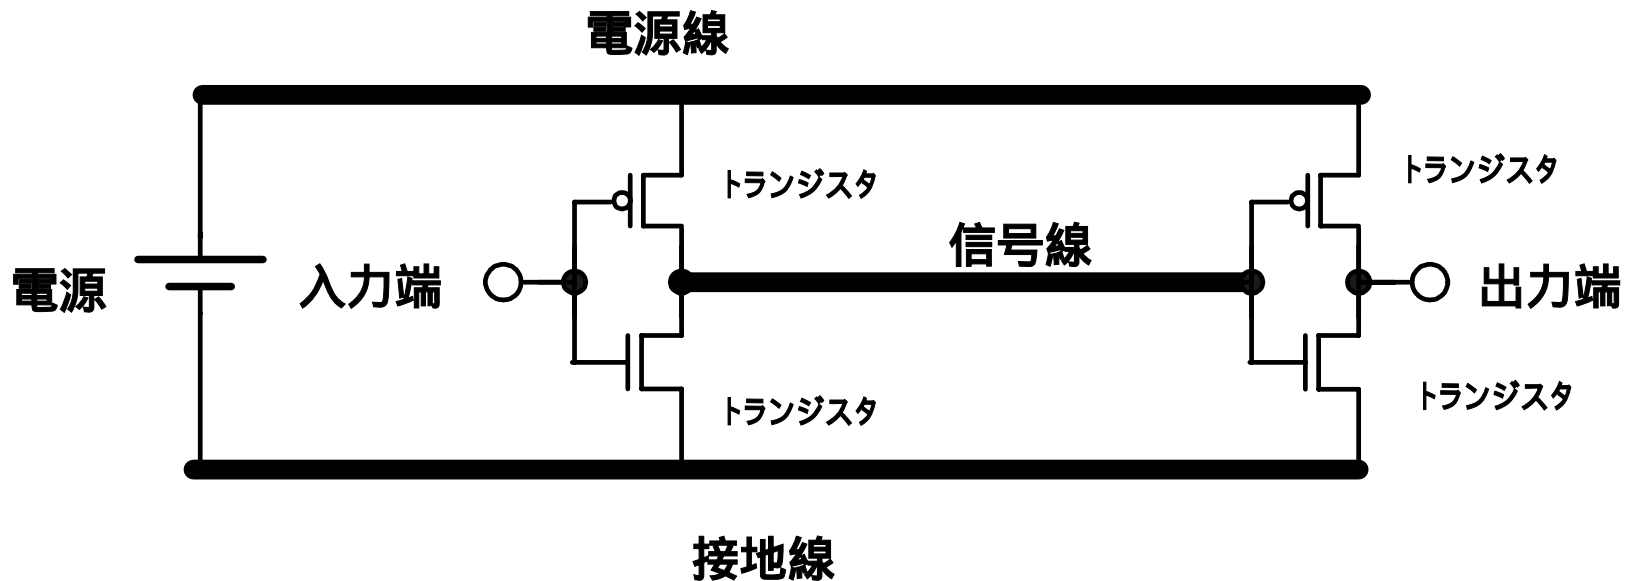 電源線
トランジスタ
トランジスタ
信号線
電源
入力端
出力端
トランジスタ
トランジスタ
接地線